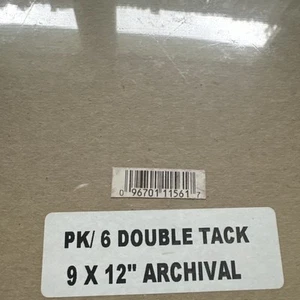 0 96701 11561 7
PK/ 6 DOUBLE TACK
9 X 12" ARCHIVAL